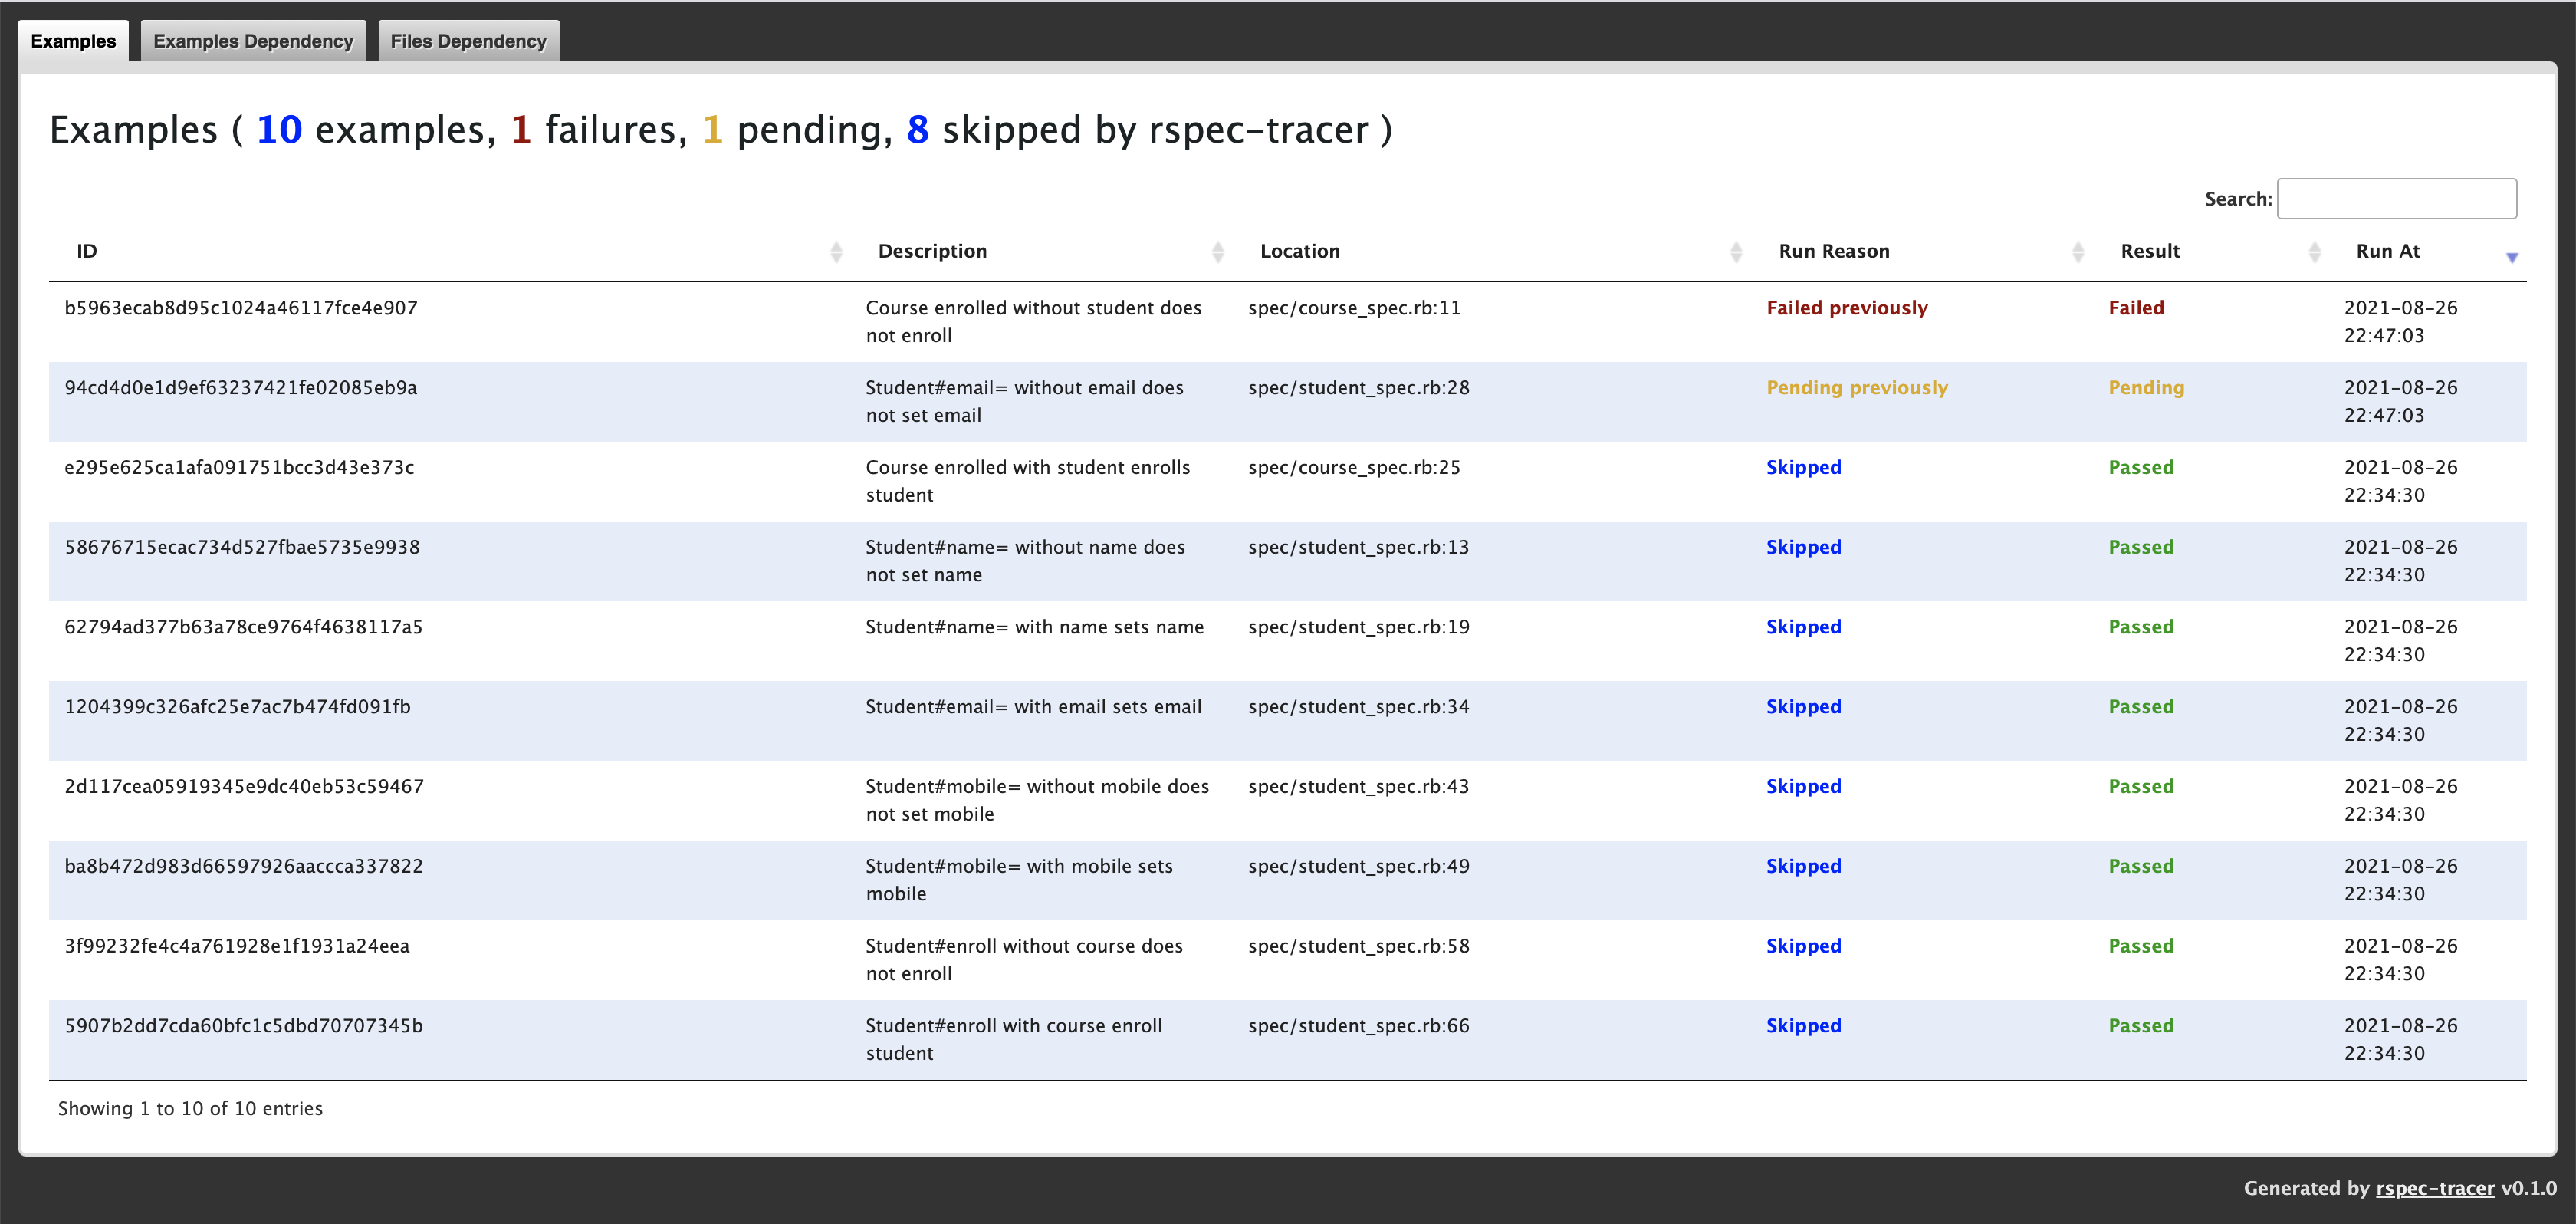 Examples Examples Dependency Files Dependency
Examples ( 10 examples, 1 failures, 1 pending, 8 skipped by rspec-tracer )
Search:
ID Description Location Run Reason Result Run At
b5963ecab8d95c1024a46117fce4e907 Course enrolled without student does spec/course_spec.rb:11 Failed previously Failed 2021-08-26
not enroll 22:47:03
94cd4d0e1d9ef63237421fe02085eb9a Student#email= without email does spec/student_spec.rb:28 Pending previously Pending 2021-08-26
not set email 22:47:03
e295e625ca1afa091751bcc3d43e373c Course enrolled with student enrolls spec/course_spec.rb:25 Skipped Passed 2021-08-26
student 22:34:30
58676715ecac734d527fbae5735e9938 Student#name= without name does spec/student_spec.rb:13 Skipped Passed 2021-08-26
not set name 22:34:30
62794ad377b63a78ce9764f4638117a5 Student#name= with name sets name spec/student_spec.rb:19 Skipped Passed 2021-08-26
22:34:30
1204399c326afc25e7ac7b474fd091fb Student#email= with email sets email spec/student_spec.rb:34 Skipped Passed 2021-08-26
22:34:30
2d117cea05919345e9dc40eb53c59467 Student#mobile= without mobile does spec/student_spec.rb:43 Skipped Passed 2021-08-26
not set mobile 22:34:30
ba8b472d983d66597926aaccca337822 Student#mobile= with mobile sets spec/student_spec.rb:49 Skipped Passed 2021-08-26
mobile 22:34:30
3f99232fe4c4a761928e1f1931a24eea Student#enroll without course does spec/student_spec.rb:58 Skipped Passed 2021-08-26
not enroll 22:34:30
5907b2dd7cda60bfc1c5dbd70707345b Student#enroll with course enroll spec/student_spec.rb:66 Skipped Passed 2021-08-26
student 22:34:30
Showing 1 to 10 of 10 entries
Generated by rspec-tracer v0.1.0